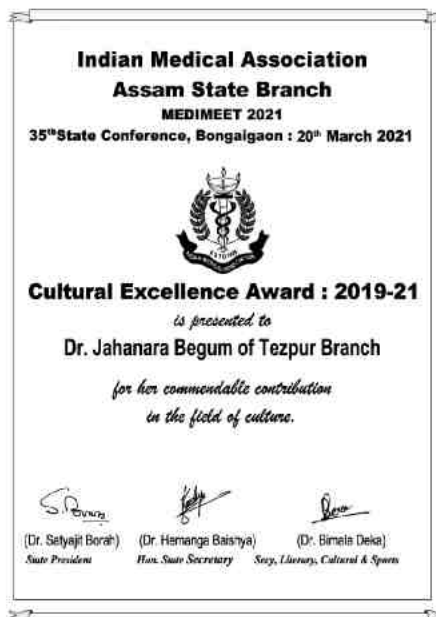 Indian Medical Association
Assam State Branch
MEDIMEET 2021
35th State Conference, Bongaigaon : 20th March 2021
Cultural Excellence Award : 2019-21
is presented to
Dr. Jahanara Begum of Tezpur Branch
for her commendable contribution
in the field of culture.
(Dr. Satyajit Borah) (Dr. Hemanga Baishya) (Dr. Bimala Deka)
State President Hon. State Secretary Secy, Literary, Cultural & Sports